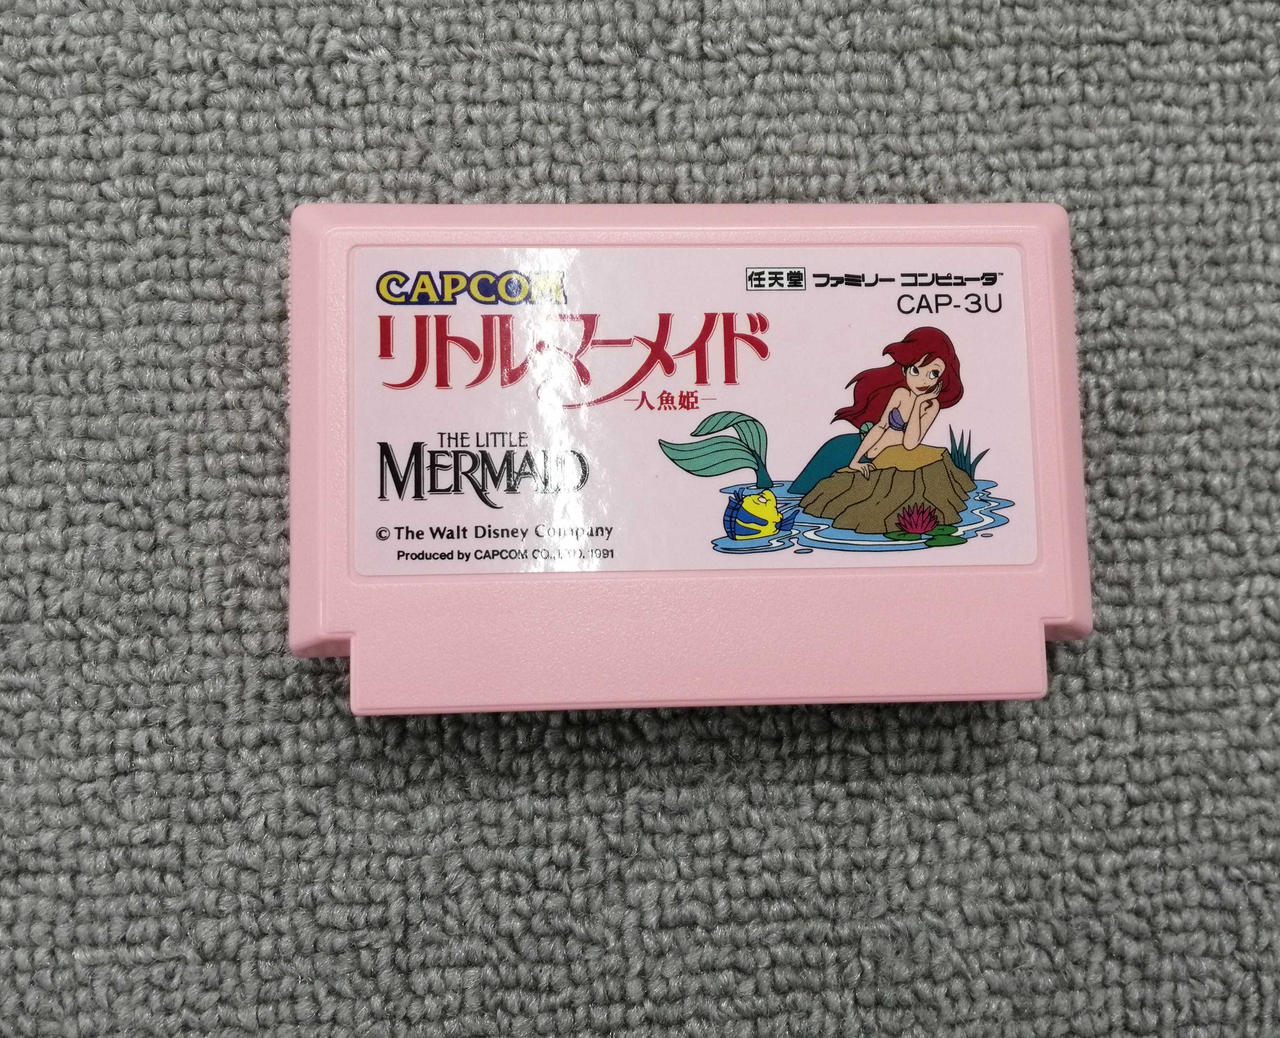 CAPCOM
任天堂 ファミリー コンピュータ™
CAP-3U
リトル・マーメイド
—人魚姫—
THE LITTLE
MERMAID
© The Walt Disney Company
Produced by CAPCOM CO., LTD. 1991